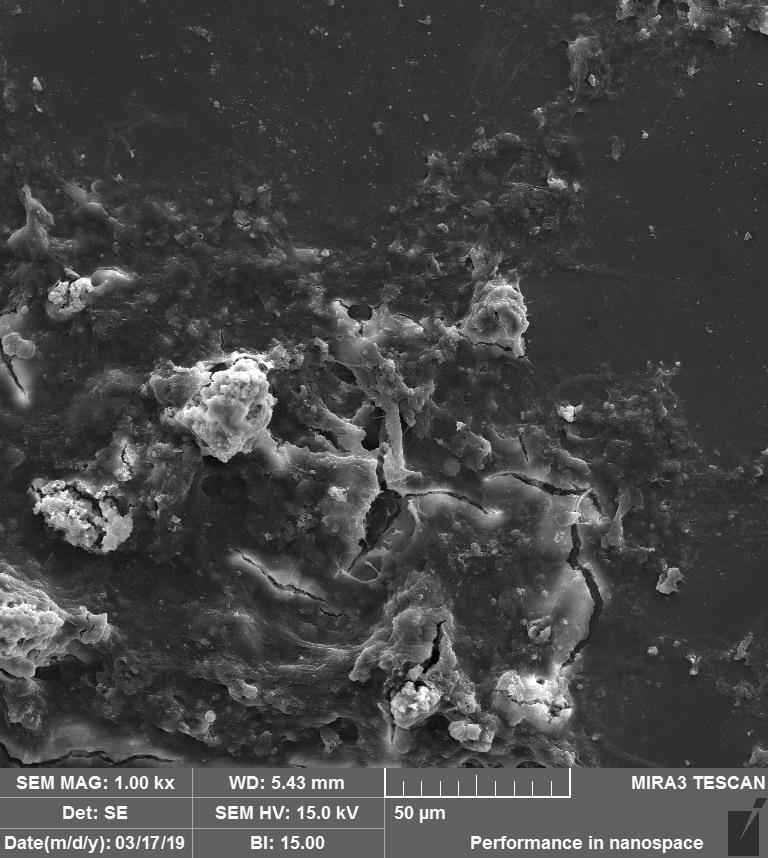 SEM MAG: 1.00 kx WD: 5.43 mm MIRA3 TESCAN
Det: SE SEM HV: 15.0 kV 50 µm
Date(m/d/y): 03/17/19 BI: 15.00 Performance in nanospace